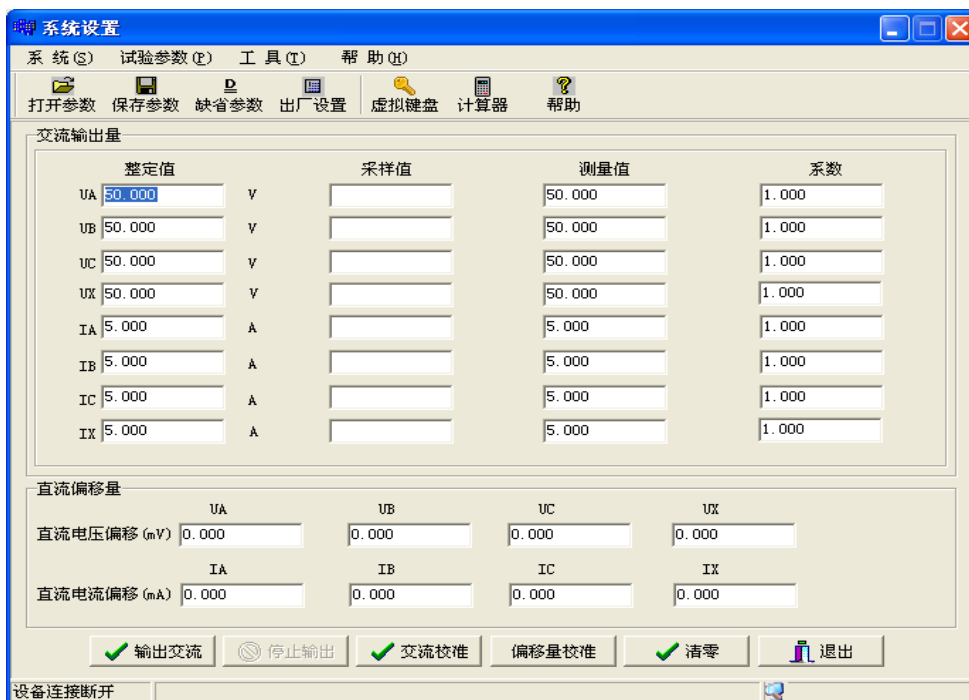 系统设置
系 统(S) 试验参数(P) 工 具(T) 帮 助(H)
打开参数 保存参数 缺省参数 出厂设置 虚拟键盘 计算器 帮助
交流输出量
整定值 采样值 测量值 系数
UA 50.000 V 50.000 1.000
UB 50.000 V 50.000 1.000
UC 50.000 V 50.000 1.000
UX 50.000 V 50.000 1.000
IA 5.000 A 5.000 1.000
IB 5.000 A 5.000 1.000
IC 5.000 A 5.000 1.000
IX 5.000 A 5.000 1.000
直流偏移量
UA UB UC UX
直流电压偏移(mV) 0.000 0.000 0.000 0.000
IA IB IC IX
直流电流偏移(mA) 0.000 0.000 0.000 0.000
输出交流 停止输出 交流校准 偏移量校准 清零 退出
设备连接断开